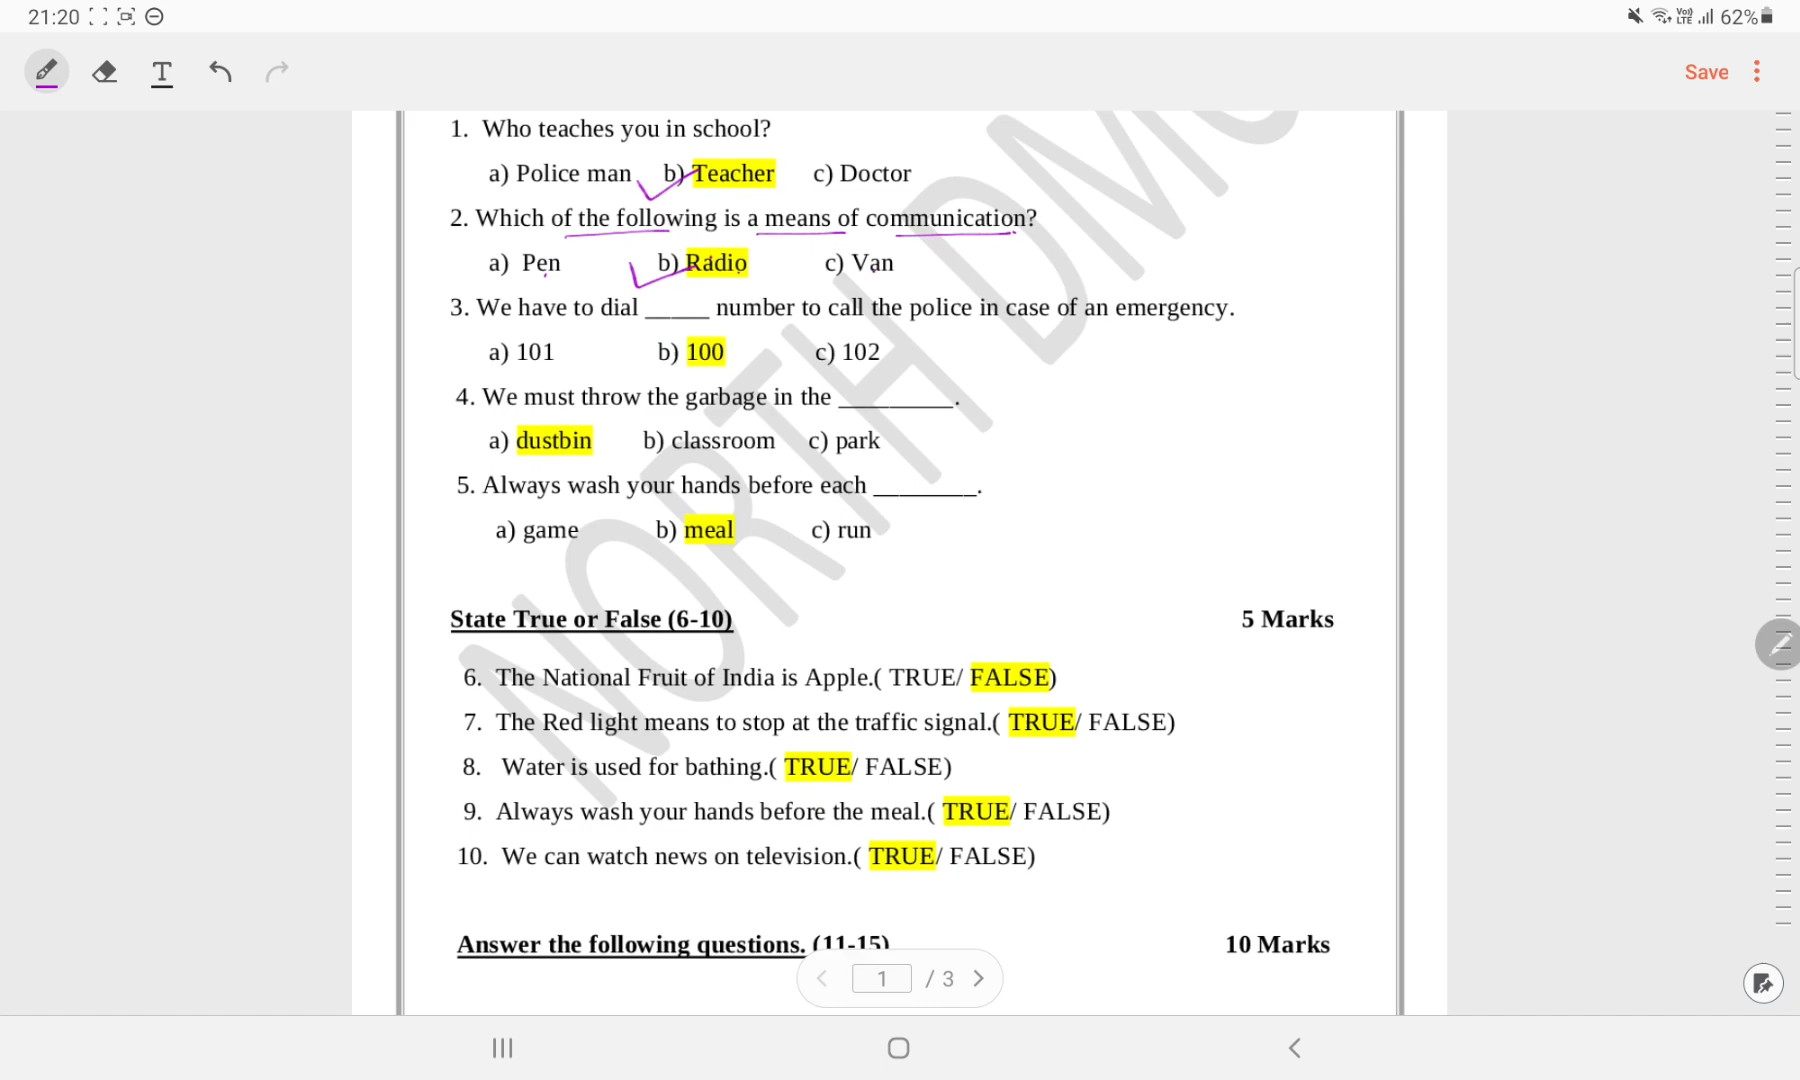 21:20 62%
Save
1. Who teaches you in school?
a) Police man b) Teacher c) Doctor
2. Which of the following is a means of communication?
a) Pen b) Radio c) Van
3. We have to dial _____ number to call the police in case of an emergency.
a) 101 b) 100 c) 102
4. We must throw the garbage in the _________.
a) dustbin b) classroom c) park
5. Always wash your hands before each ________.
a) game b) meal c) run
State True or False (6-10) 5 Marks
6. The National Fruit of India is Apple.( TRUE/ FALSE)
7. The Red light means to stop at the traffic signal.( TRUE/ FALSE)
8. Water is used for bathing.( TRUE/ FALSE)
9. Always wash your hands before the meal.( TRUE/ FALSE)
10. We can watch news on television.( TRUE/ FALSE)
Answer the following questions. (11-15) 10 Marks
1 / 3
NORTH DMC